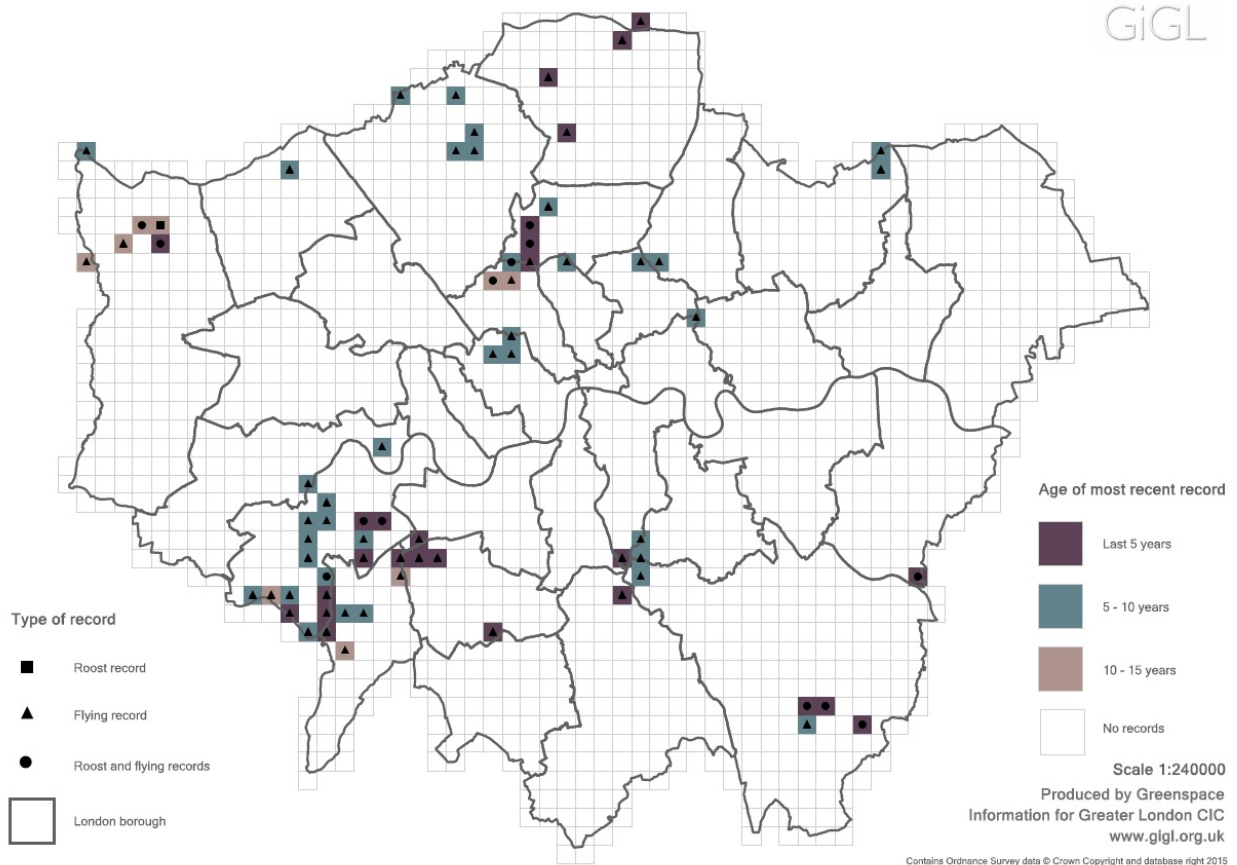 GiGL
Type of record
Roost record
Flying record
Roost and flying records
London borough
Age of most recent record
Last 5 years
5 - 10 years
10 - 15 years
No records
Scale 1:240000
Produced by Greenspace
Information for Greater London CIC
www.gigl.org.uk
Contains Ordnance Survey data © Crown Copyright and database right 2015